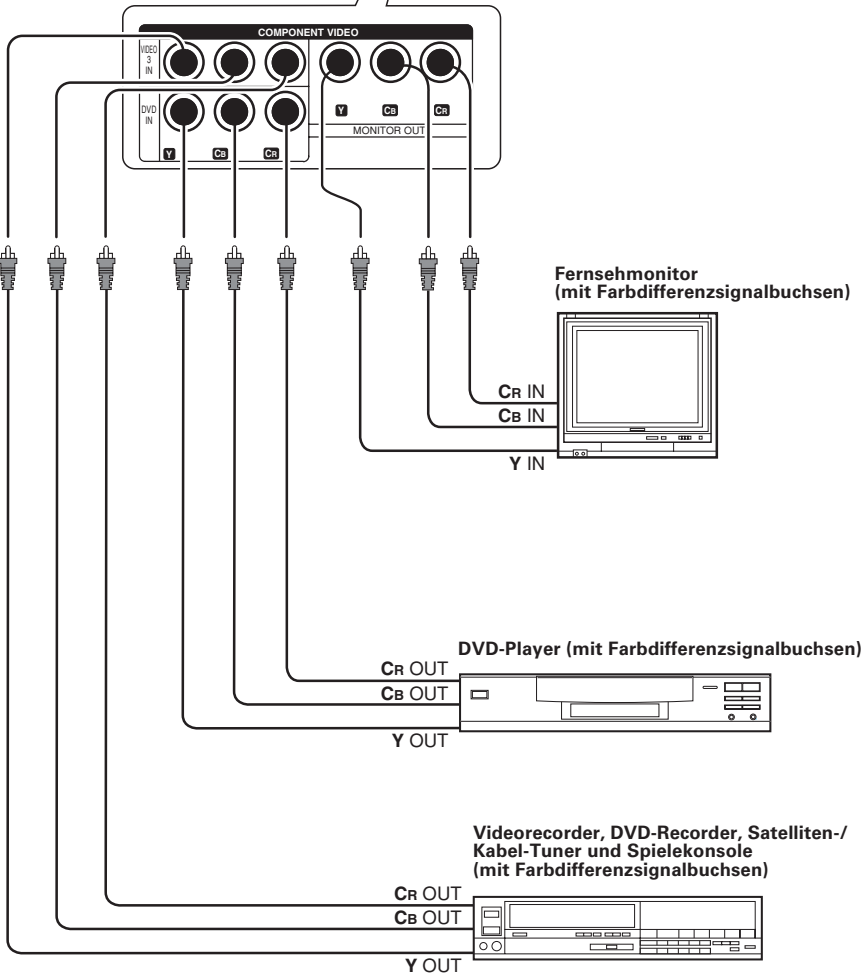 COMPONENT VIDEO
VIDEO
3
IN
DVD
IN
Y
CB
CR
MONITOR OUT
Y
CB
CR
Fernsehmonitor
(mit Farbdifferenzsignalbuchsen)
CR IN
CB IN
Y IN
DVD-Player (mit Farbdifferenzsignalbuchsen)
CR OUT
CB OUT
Y OUT
Videorecorder, DVD-Recorder, Satelliten-/
Kabel-Tuner und Spielekonsole
(mit Farbdifferenzsignalbuchsen)
CR OUT
CB OUT
Y OUT